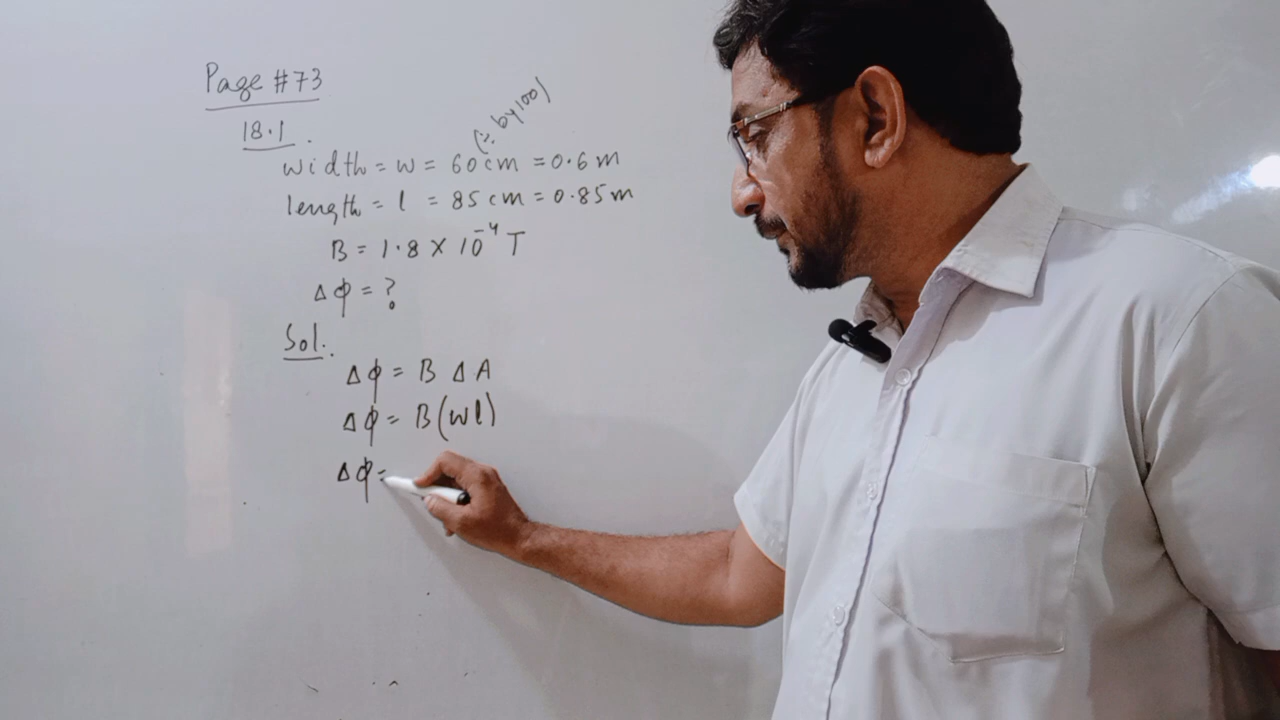 Page #73
18.1.
(÷ by 100)
width = w = 60 cm = 0.6 m
length = l = 85 cm = 0.85 m
B = 1.8 × 10⁻⁴ T
Δφ = ?
Sol.
Δφ = B Δ A
Δφ = B(wl)
Δφ =